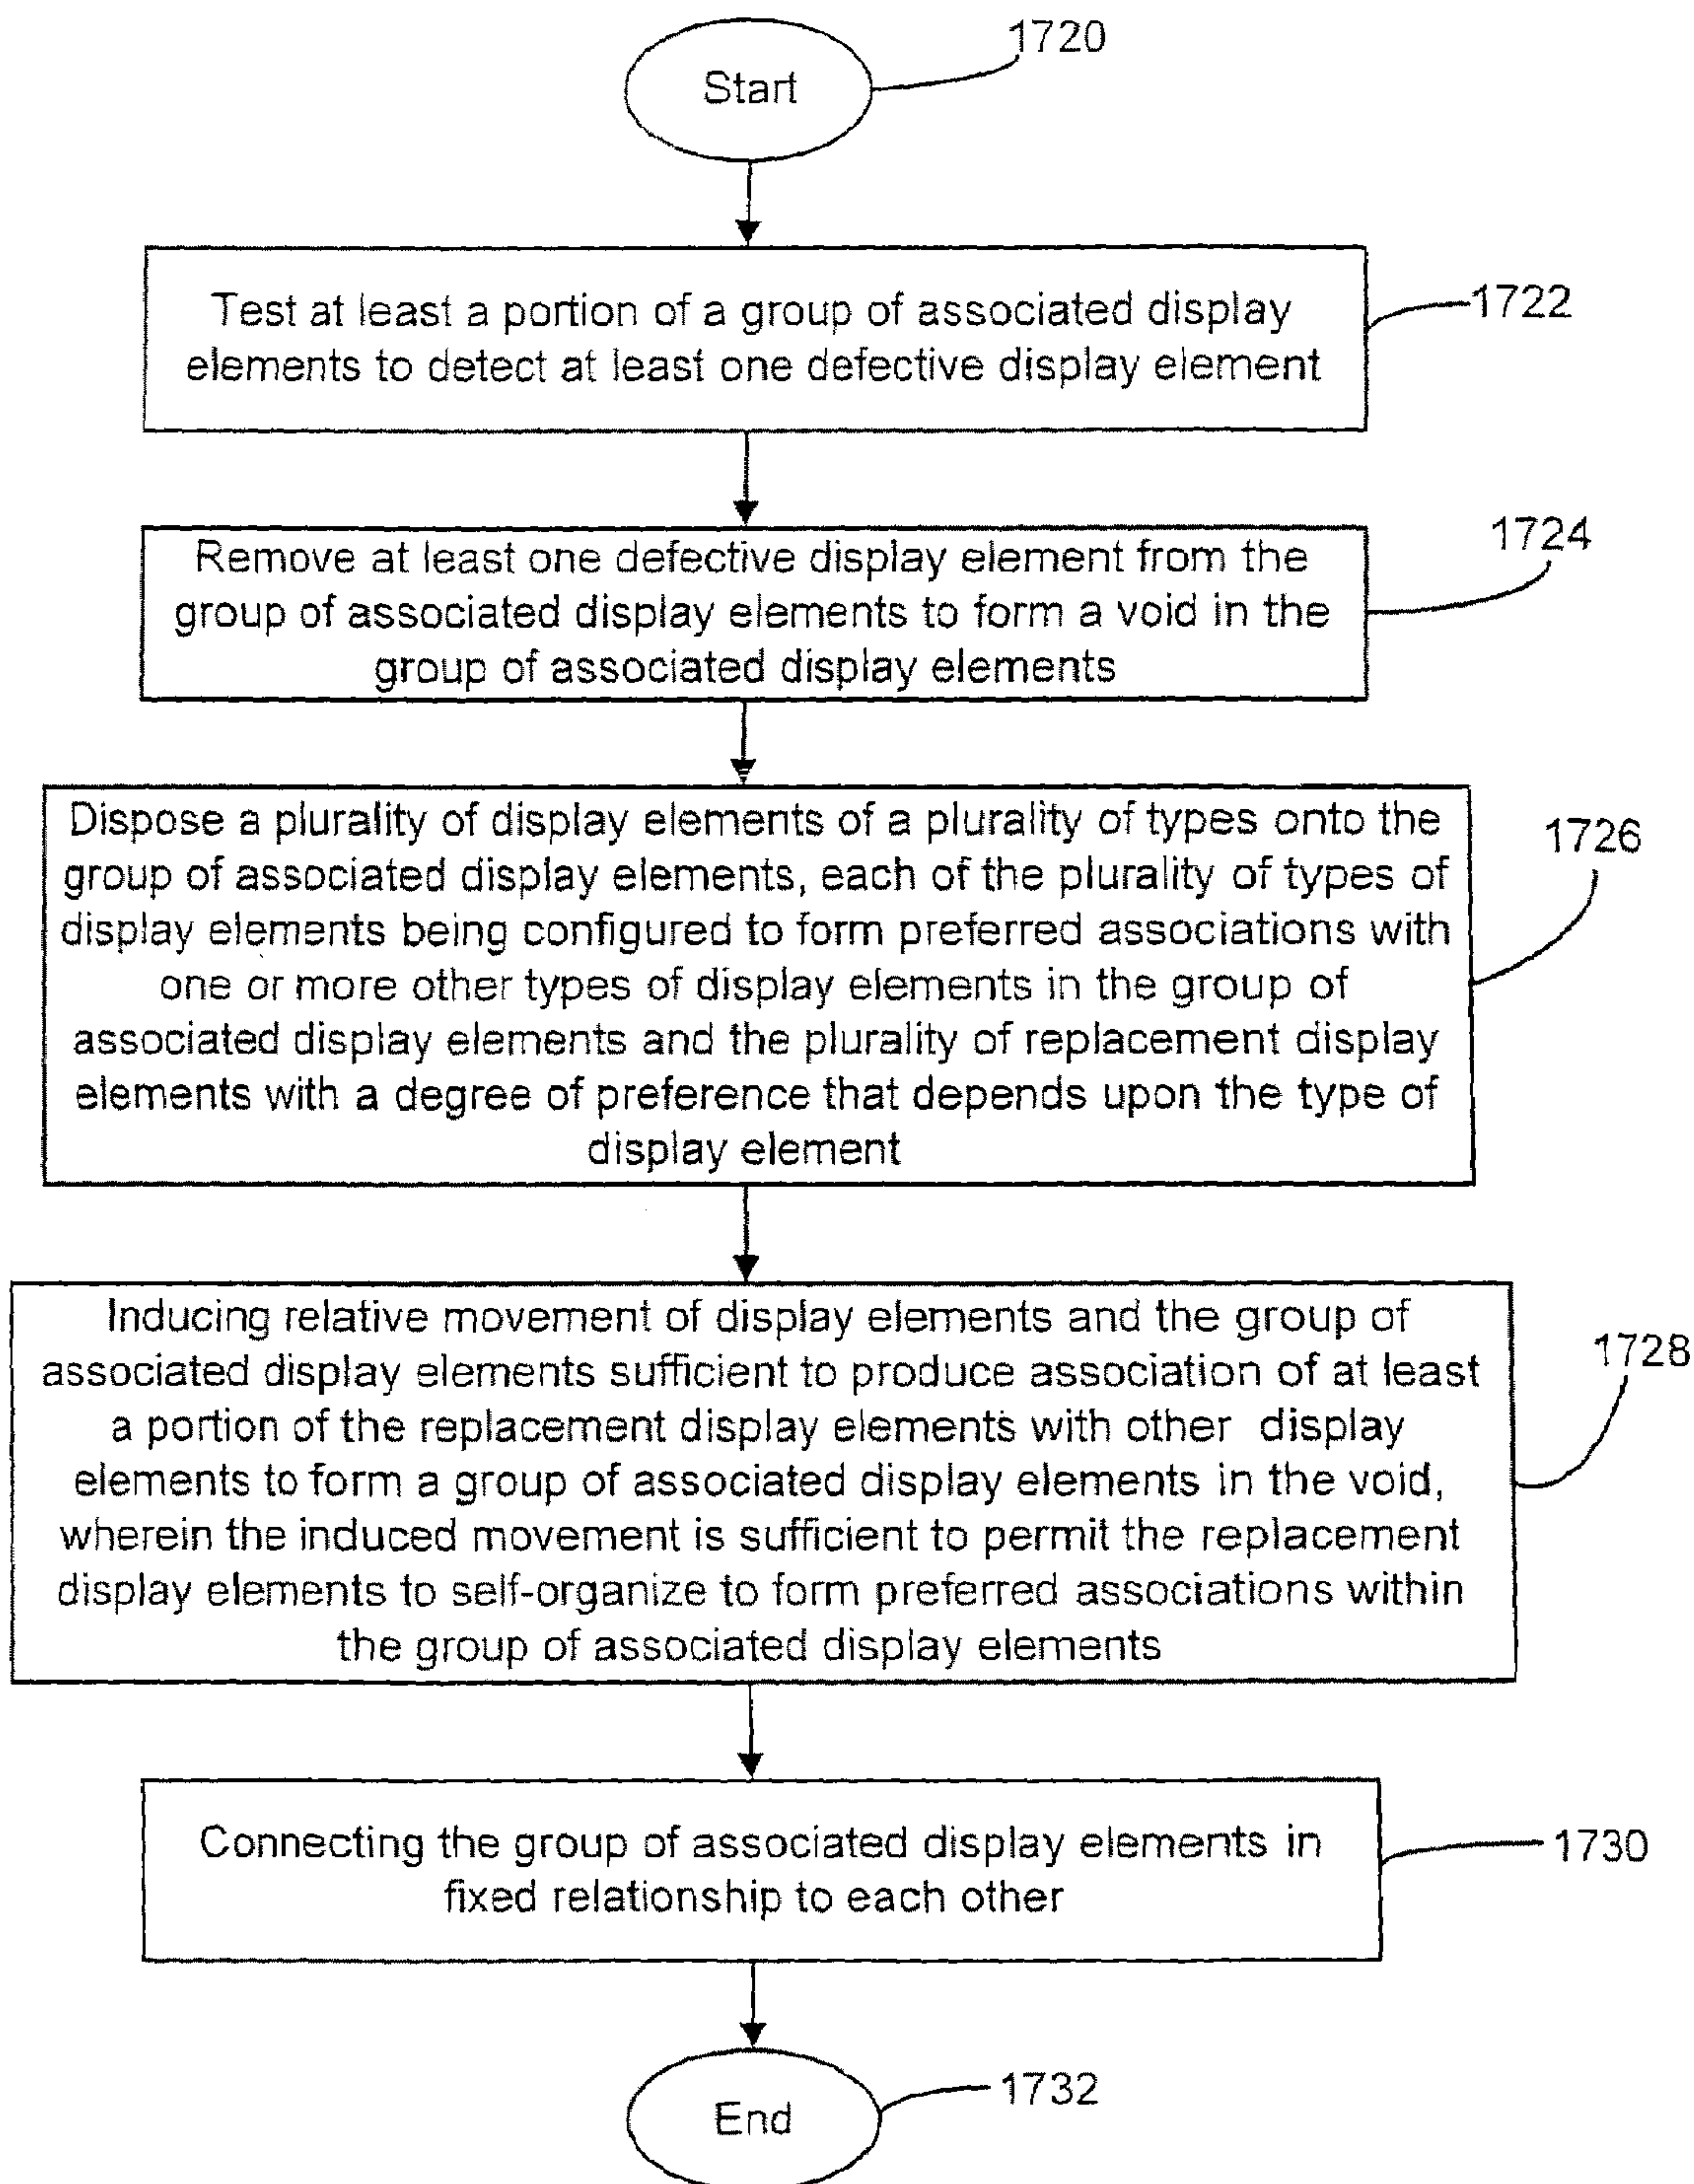 1720
Start
Test at least a portion of a group of associated display
elements to detect at least one defective display element
1722
Remove at least one defective display element from the
group of associated display elements to form a void in the
group of associated display elements
1724
Dispose a plurality of display elements of a plurality of types onto the
group of associated display elements, each of the plurality of types of
display elements being configured to form preferred associations with
one or more other types of display elements in the group of
associated display elements and the plurality of replacement display
elements with a degree of preference that depends upon the type of
display element
1726
Inducing relative movement of display elements and the group of
associated display elements sufficient to produce association of at least
a portion of the replacement display elements with other display
elements to form a group of associated display elements in the void,
wherein the induced movement is sufficient to permit the replacement
display elements to self-organize to form preferred associations within
the group of associated display elements
1728
Connecting the group of associated display elements in
fixed relationship to each other
1730
End
1732